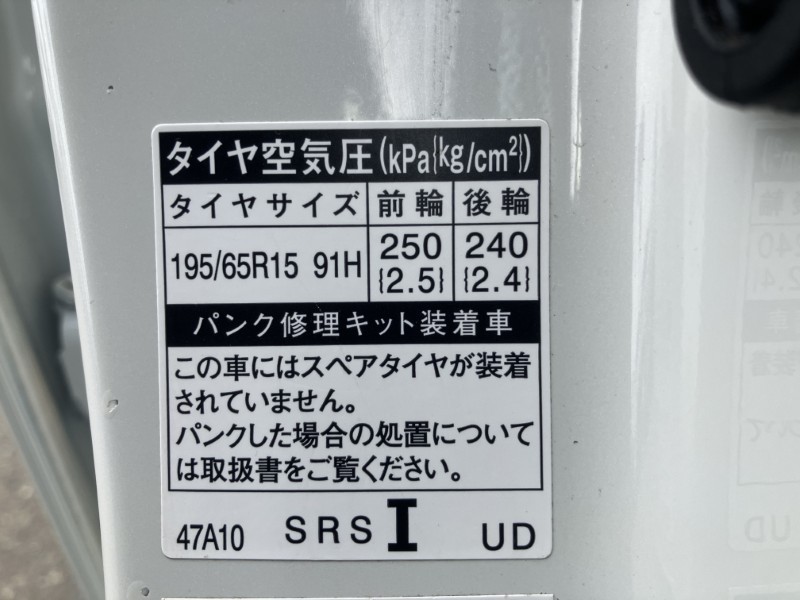 タイヤ空気圧(kPa{kg/cm²})
タイヤサイズ 前輪 後輪
195/65R15 91H 250 240
{2.5} {2.4}
パンク修理キット装着車
この車にはスペアタイヤが装着
されていません。
パンクした場合の処置について
は取扱書をご覧ください。
47A10 SRS I UD